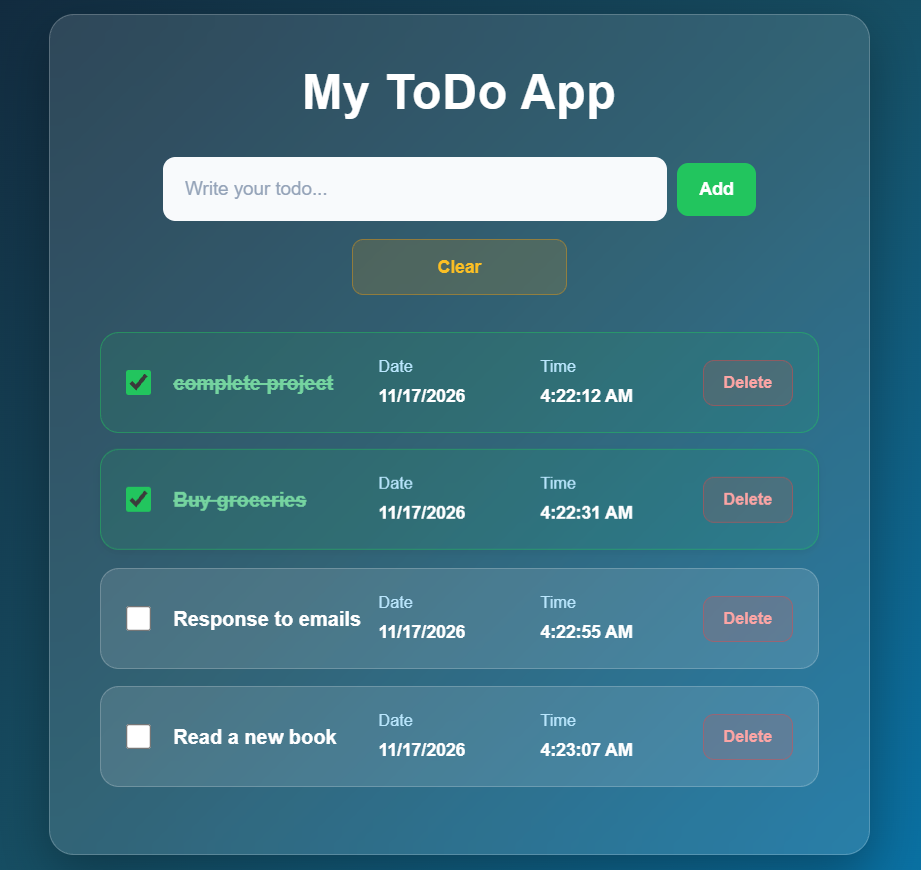 My ToDo App
Write your todo...
Add
Clear
complete project
Date
11/17/2026
Time
4:22:12 AM
Delete
Buy groceries
Date
11/17/2026
Time
4:22:31 AM
Delete
Response to emails
Date
11/17/2026
Time
4:22:55 AM
Delete
Read a new book
Date
11/17/2026
Time
4:23:07 AM
Delete